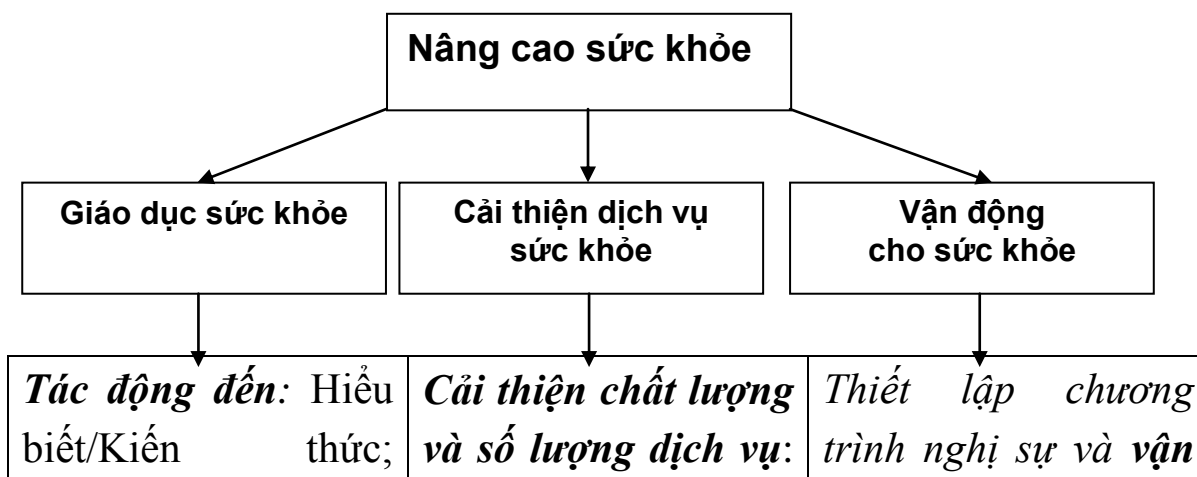 Nâng cao sức khỏe
Giáo dục sức khỏe
Cải thiện dịch vụ
sức khỏe
Vận động
cho sức khỏe
Tác động đến: Hiểu
biết/Kiến thức;
Cải thiện chất lượng
và số lượng dịch vụ:
Thiết lập chương
trình nghị sự và vận